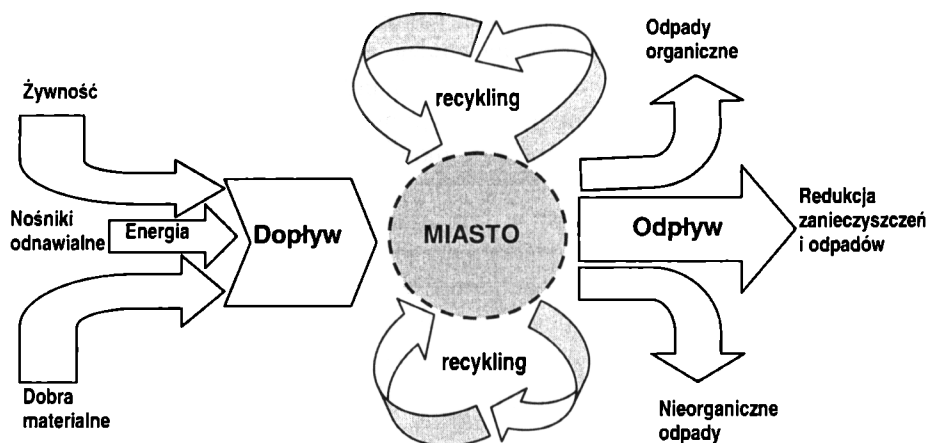 Żywność
Nośniki
odnawialne
Energia
Dobra
materialne
Dopływ
recykling
MIASTO
recykling
Odpady
organiczne
Odpływ
Redukcja
zanieczyszczeń
i odpadów
Nieorganiczne
odpady